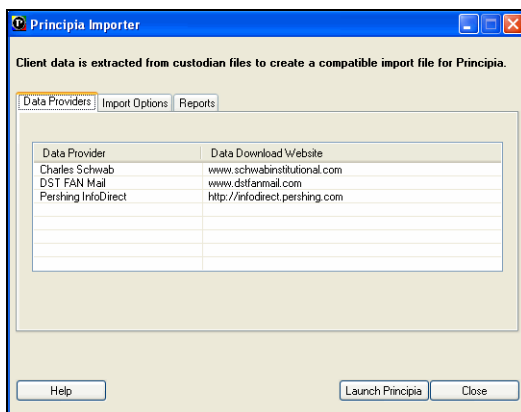 Principia Importer
Client data is extracted from custodian files to create a compatible import file for Principia.
Data Providers Import Options Reports
Data Provider Data Download Website
Charles Schwab www.schwabinstitutional.com
DST FAN Mail www.dstfanmail.com
Pershing InfoDirect http://infodirect.pershing.com
Help Launch Principia Close